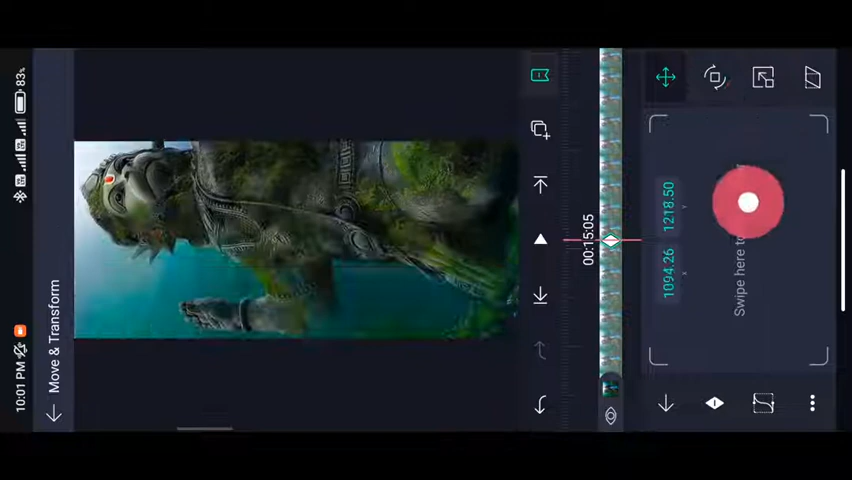 10:01 PM
83%
Move & Transform
00:15:05
1094.26
X
1218.50
Y
Swipe here to